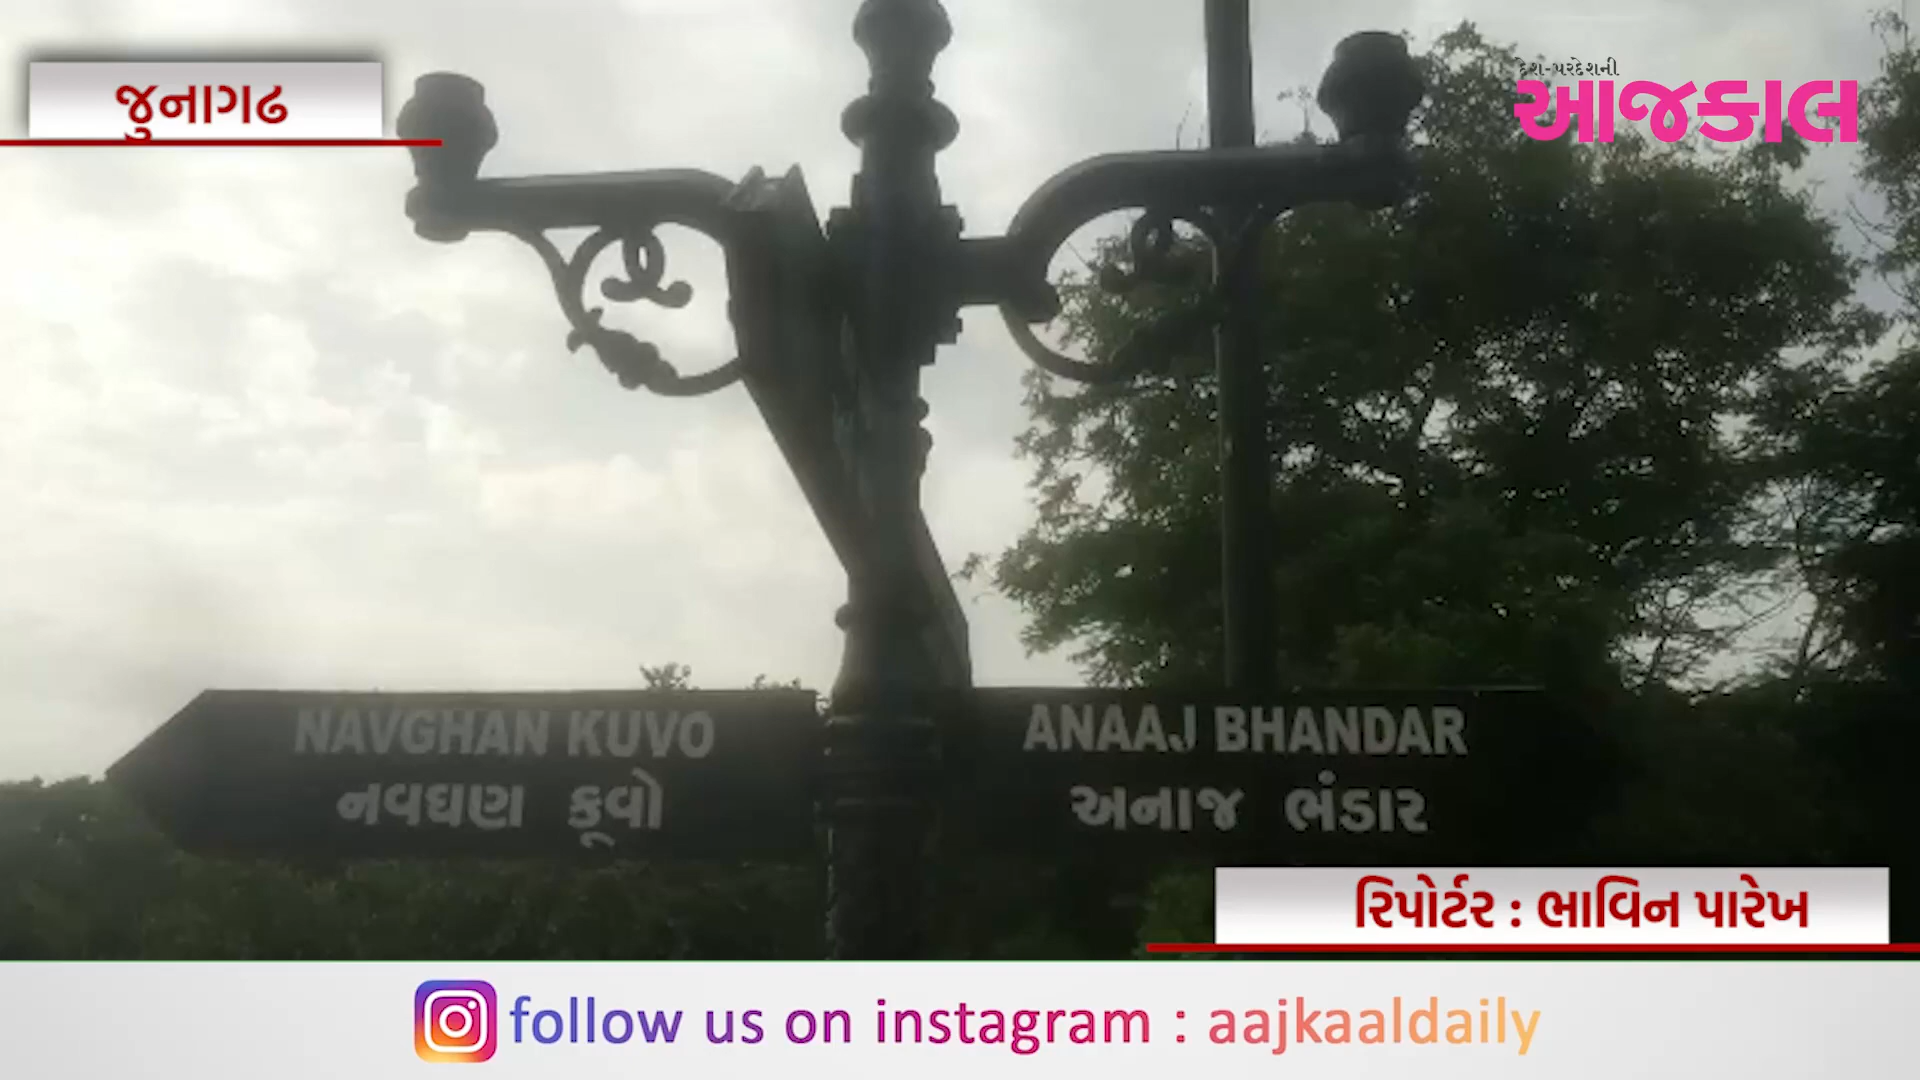 જુનાગઢ
દેશ-પરદેશની
આજકાલ
NAVGHAN KUVO
નવઘણ કૂવો
ANAAJ BHANDAR
અનાજ ભંડાર
રિપોર્ટર : ભાવિન પારેખ
follow us on instagram : aajkaaldaily